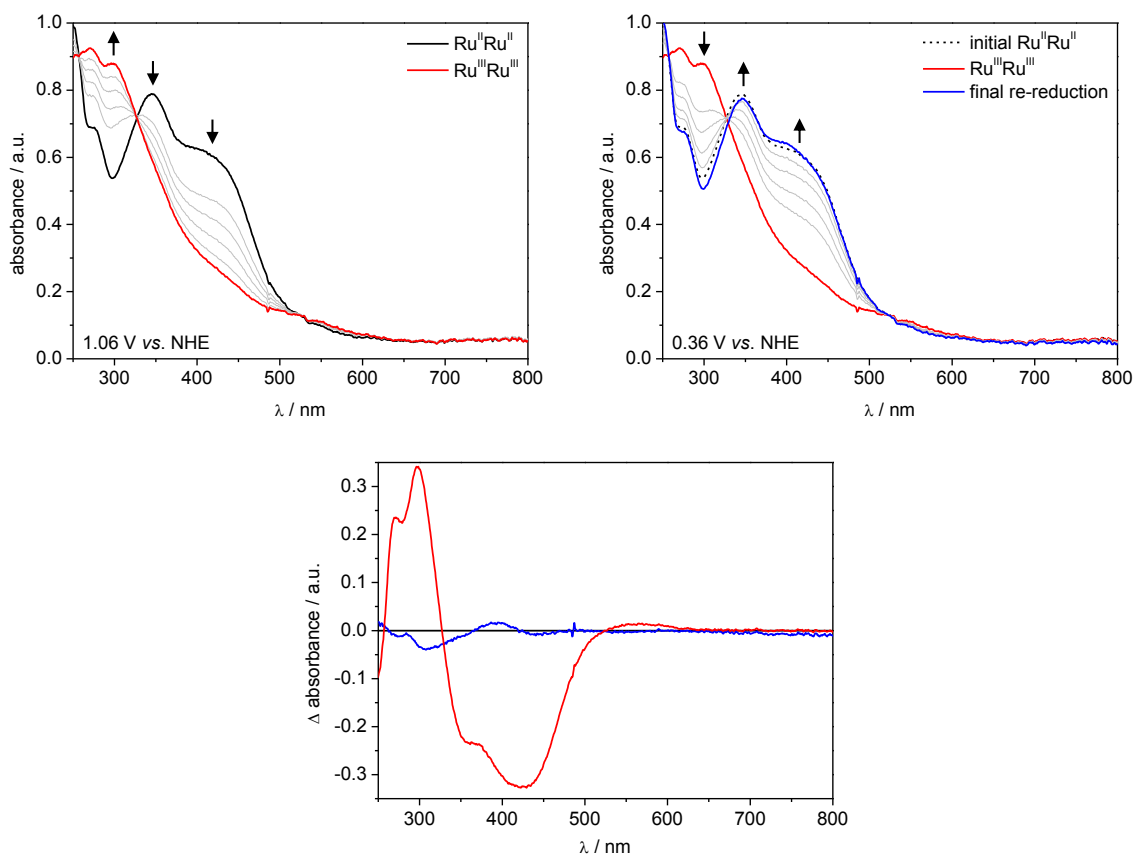 1.0
0.8
0.6
0.4
0.2
0.0
absorbance / a.u.
Ru^II Ru^II
Ru^III Ru^III
1.06 V vs. NHE
300 400 500 600 700 800
λ / nm
1.0
0.8
0.6
0.4
0.2
0.0
absorbance / a.u.
initial Ru^II Ru^II
Ru^III Ru^III
final re-reduction
0.36 V vs. NHE
300 400 500 600 700 800
λ / nm
0.3
0.2
0.1
0.0
-0.1
-0.2
-0.3
Δ absorbance / a.u.
300 400 500 600 700 800
λ / nm